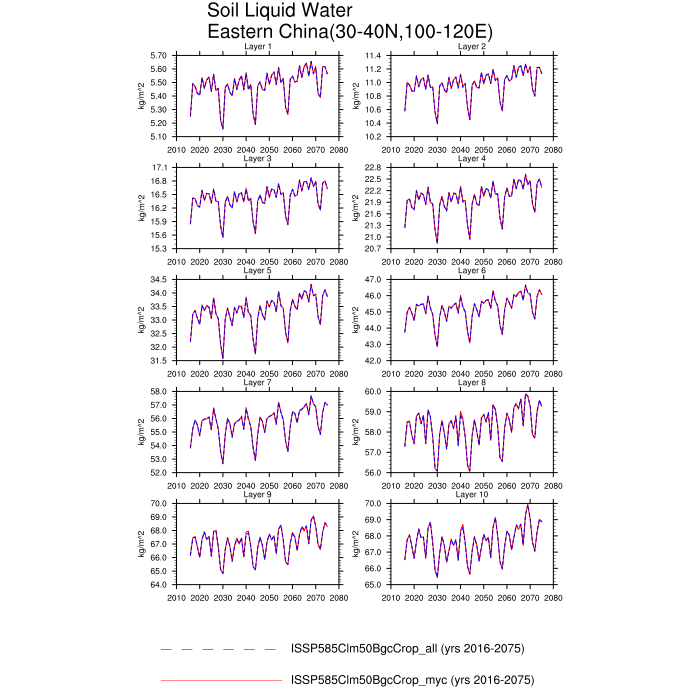 Soil Liquid Water
Eastern China(30-40N,100-120E)
Layer 1
Layer 2
kg/m^2
5.70
5.60
5.50
5.40
5.30
5.20
5.10
2010 2020 2030 2040 2050 2060 2070 2080
kg/m^2
11.4
11.2
11.0
10.8
10.6
10.4
10.2
2010 2020 2030 2040 2050 2060 2070 2080
Layer 3
Layer 4
kg/m^2
17.1
16.8
16.5
16.2
15.9
15.6
15.3
2010 2020 2030 2040 2050 2060 2070 2080
kg/m^2
22.8
22.5
22.2
21.9
21.6
21.3
21.0
20.7
2010 2020 2030 2040 2050 2060 2070 2080
Layer 5
Layer 6
kg/m^2
34.5
34.0
33.5
33.0
32.5
32.0
31.5
2010 2020 2030 2040 2050 2060 2070 2080
kg/m^2
47.0
46.0
45.0
44.0
43.0
42.0
2010 2020 2030 2040 2050 2060 2070 2080
Layer 7
Layer 8
kg/m^2
58.0
57.0
56.0
55.0
54.0
53.0
52.0
2010 2020 2030 2040 2050 2060 2070 2080
kg/m^2
60.0
59.0
58.0
57.0
56.0
2010 2020 2030 2040 2050 2060 2070 2080
Layer 9
Layer 10
kg/m^2
70.0
69.0
68.0
67.0
66.0
65.0
64.0
2010 2020 2030 2040 2050 2060 2070 2080
kg/m^2
70.0
69.0
68.0
67.0
66.0
65.0
2010 2020 2030 2040 2050 2060 2070 2080
ISSP585Clm50BgcCrop_all (yrs 2016-2075)
ISSP585Clm50BgcCrop_myc (yrs 2016-2075)